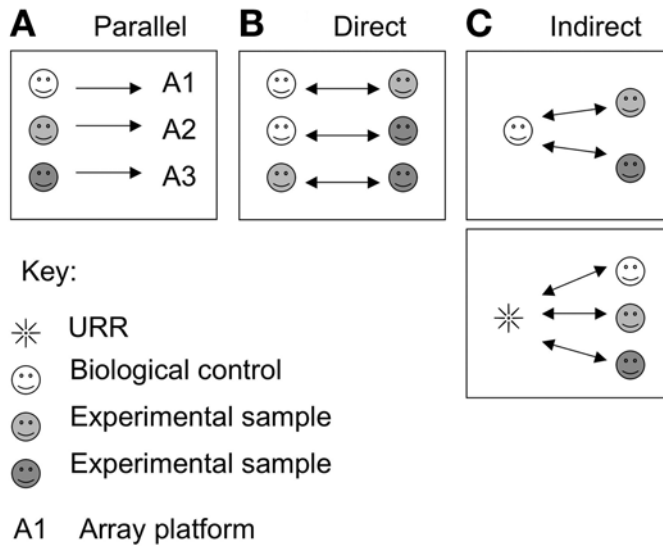 A Parallel
B Direct
C Indirect
A1
A2
A3
Key:
URR
Biological control
Experimental sample
Experimental sample
A1 Array platform